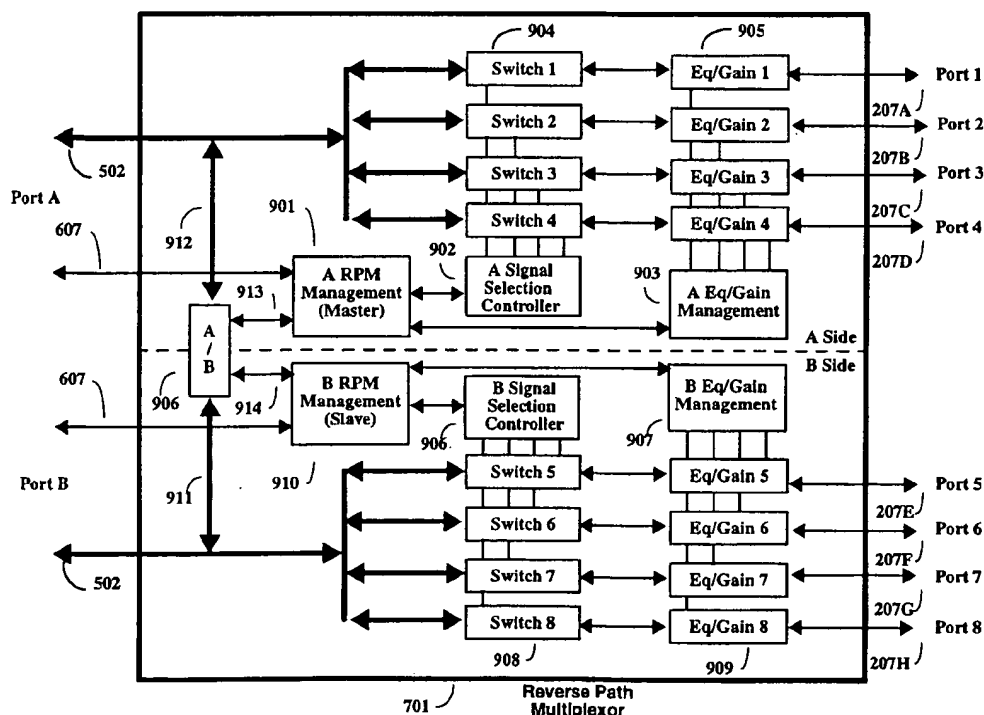 904
905
Switch 1
Eq/Gain 1
Port 1
207A
Switch 2
Eq/Gain 2
Port 2
207B
502
Switch 3
Eq/Gain 3
Port 3
207C
Port A
912
901
Switch 4
Eq/Gain 4
Port 4
207D
607
902
903
913
A RPM
Management
(Master)
A Signal
Selection
Controller
A Eq/Gain
Management
A Side
A
/
B
B Side
607
906
914
B RPM
Management
(Slave)
B Signal
Selection
Controller
B Eq/Gain
Management
906
907
Port B
911
910
Switch 5
Eq/Gain 5
Port 5
207E
Switch 6
Eq/Gain 6
Port 6
207F
502
Switch 7
Eq/Gain 7
Port 7
207G
Switch 8
Eq/Gain 8
Port 8
207H
908
909
701
Reverse Path
Multiplexor